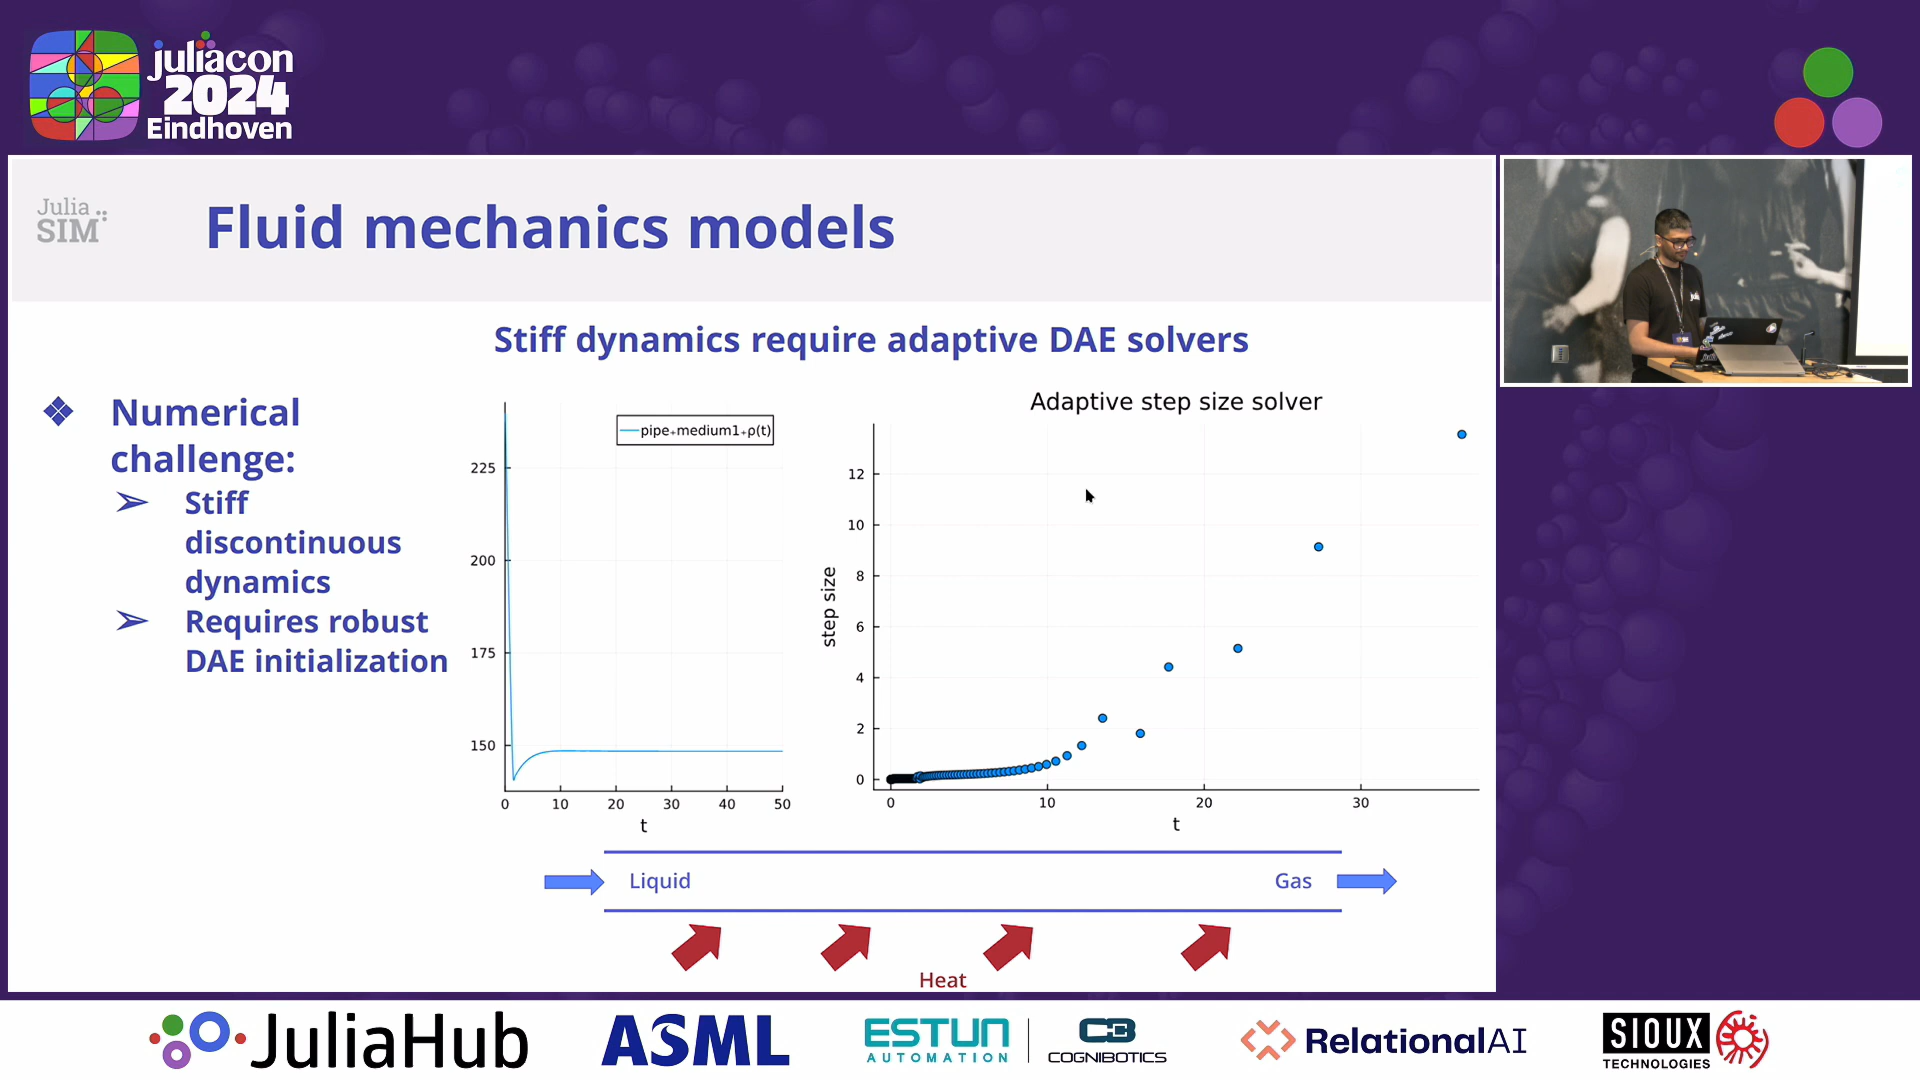 juliacon
2024
Eindhoven
Julia
SIM
Fluid mechanics models
Stiff dynamics require adaptive DAE solvers
❖ Numerical
challenge:
➢ Stiff
discontinuous
dynamics
➢ Requires robust
DAE initialization
pipe₊medium1₊ρ(t)
225
200
175
150
0 10 20 30 40 50
t
Adaptive step size solver
step size
12
10
8
6
4
2
0
0 10 20 30
t
Liquid
Gas
Heat
JuliaHub
ASML
ESTUN
AUTOMATION
COGNIBOTICS
RelationalAI
SIOUX
TECHNOLOGIES